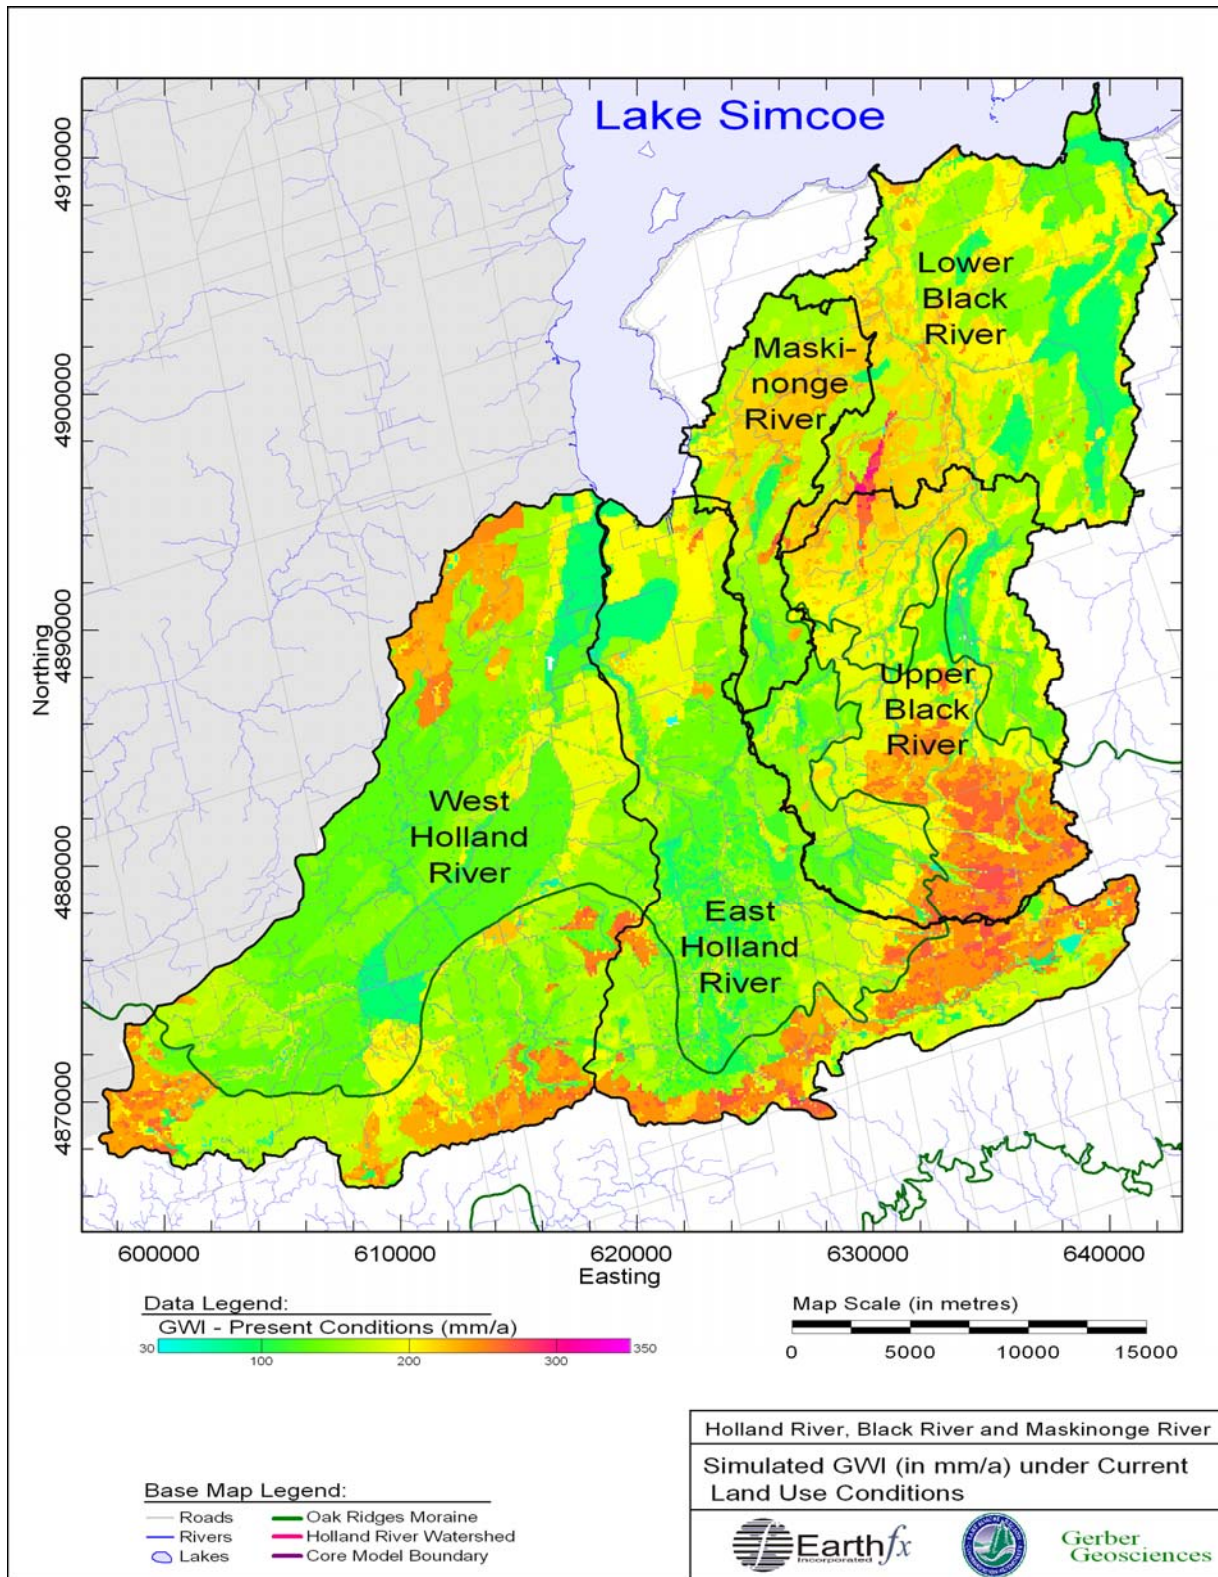 Lake Simcoe
4910000
Lower
Black
River
Maski-
nonge
River
4900000
Northing
4890000
Upper
Black
River
West
Holland
River
4880000
East
Holland
River
4870000
600000
610000
620000
630000
640000
Easting
Data Legend:
GWI - Present Conditions (mm/a)
30
350
100
200
300
Map Scale (in metres)
0
5000
10000
15000
Base Map Legend:
Roads
Oak Ridges Moraine
Rivers
Holland River Watershed
Lakes
Core Model Boundary
Holland River, Black River and Maskinonge River
Simulated GWI (in mm/a) under Current
Land Use Conditions
Earthfx
Incorporated
Gerber
Geosciences